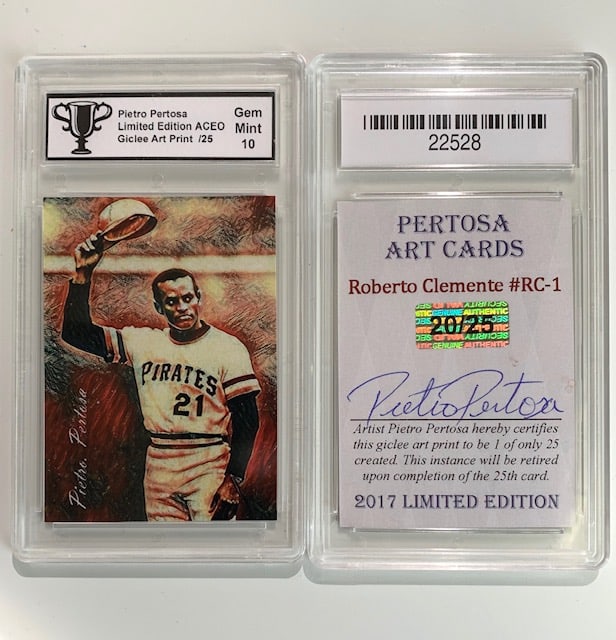 Pietro Pertosa
Limited Edition ACEO
Giclee Art Print /25
Gem
Mint
10
PIRATES
21
Pietro. Pertosa
22528
PERTOSA
ART CARDS
Roberto Clemente #RC-1
GENUINE AUTHENTIC
GENUINE AUTHENTIC
Pietro Pertosa
Artist Pietro Pertosa hereby certifies
this giclee art print to be 1 of only 25
created. This instance will be retired
upon completion of the 25th card.
2017 LIMITED EDITION